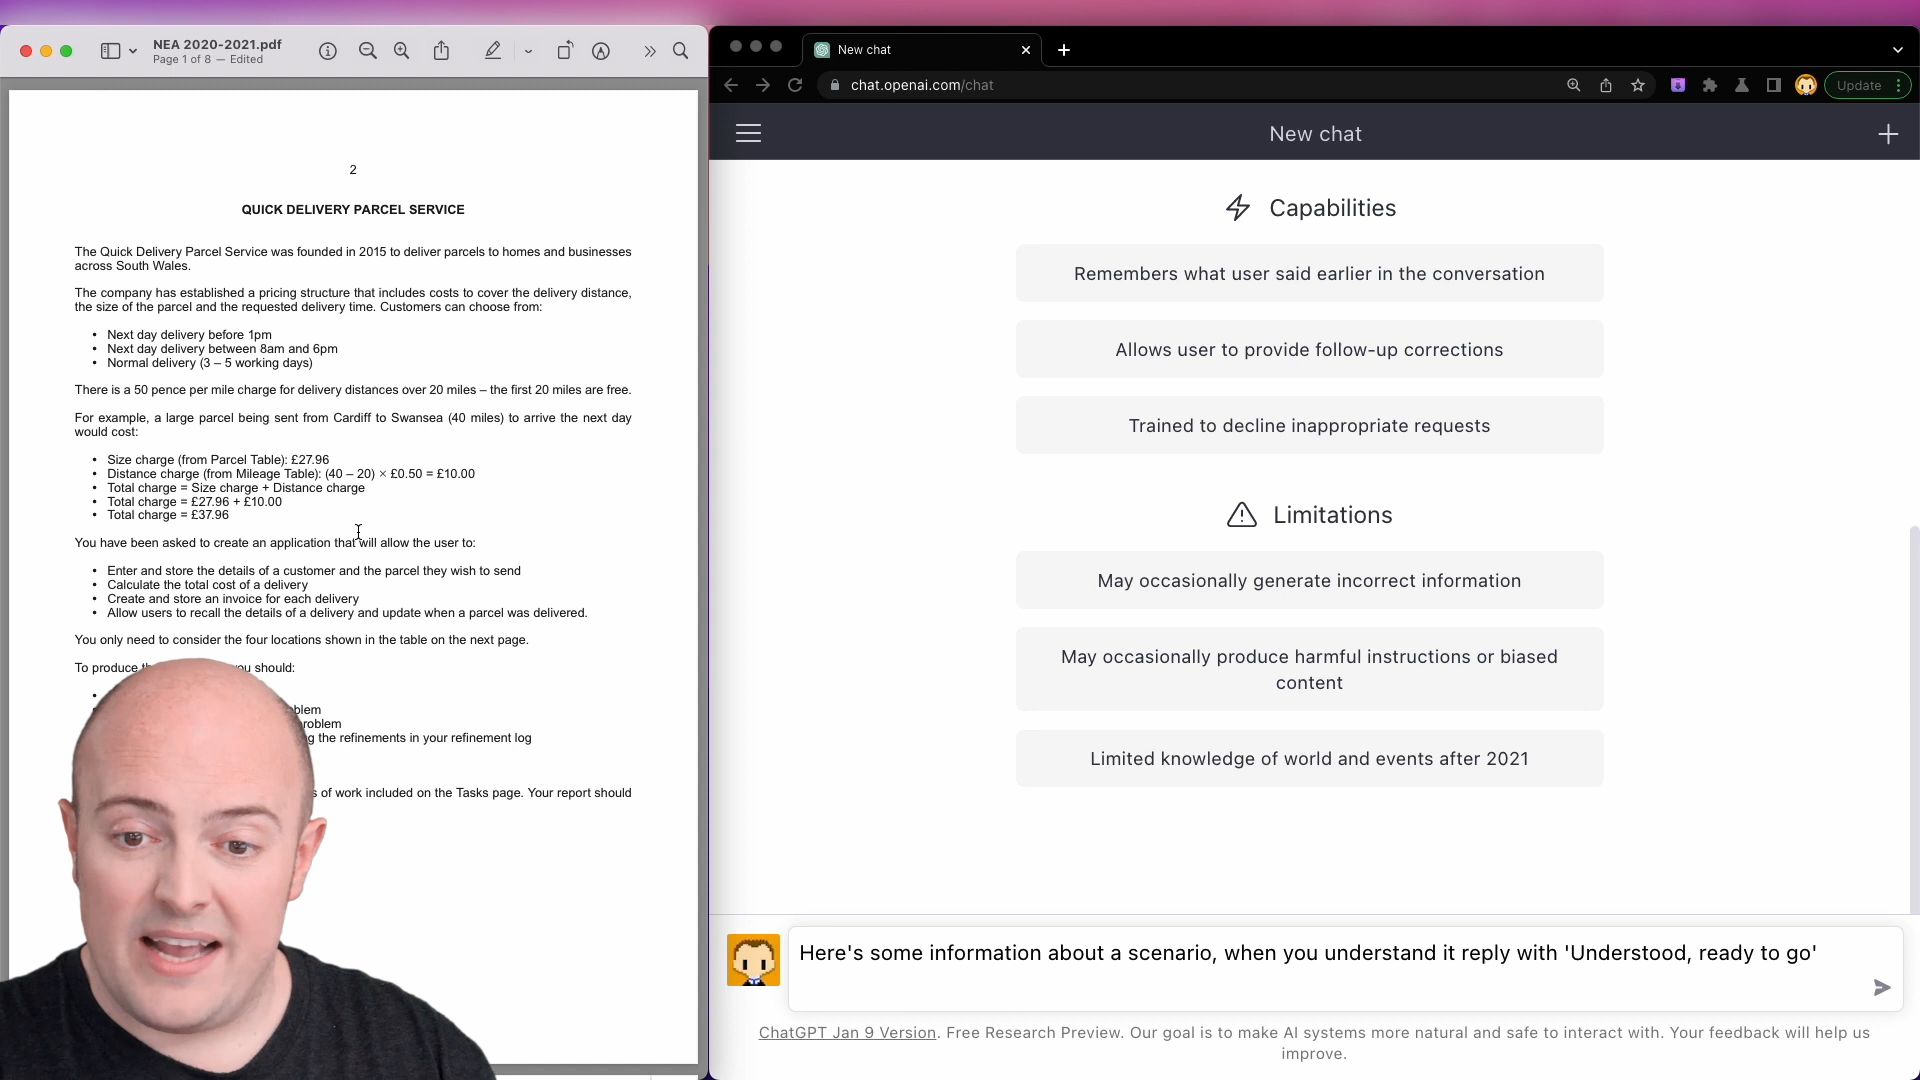 NEA 2020-2021.pdf
Page 1 of 8 — Edited
2
QUICK DELIVERY PARCEL SERVICE
The Quick Delivery Parcel Service was founded in 2015 to deliver parcels to homes and businesses
across South Wales.
The company has established a pricing structure that includes costs to cover the delivery distance,
the size of the parcel and the requested delivery time. Customers can choose from:
• Next day delivery before 1pm
• Next day delivery between 8am and 6pm
• Normal delivery (3 – 5 working days)
There is a 50 pence per mile charge for delivery distances over 20 miles – the first 20 miles are free.
For example, a large parcel being sent from Cardiff to Swansea (40 miles) to arrive the next day
would cost:
• Size charge (from Parcel Table): £27.96
• Distance charge (from Mileage Table): (40 – 20) × £0.50 = £10.00
• Total charge = Size charge + Distance charge
• Total charge = £27.96 + £10.00
• Total charge = £37.96
You have been asked to create an application that will allow the user to:
• Enter and store the details of a customer and the parcel they wish to send
• Calculate the total cost of a delivery
• Create and store an invoice for each delivery
• Allow users to recall the details of a delivery and update when a parcel was delivered.
You only need to consider the four locations shown in the table on the next page.
To produce you should:
the refinements in your refinement log
of work included on the Tasks page. Your report should
New chat
chat.openai.com/chat
Update
New chat
Capabilities
Remembers what user said earlier in the conversation
Allows user to provide follow-up corrections
Trained to decline inappropriate requests
Limitations
May occasionally generate incorrect information
May occasionally produce harmful instructions or biased
content
Limited knowledge of world and events after 2021
Here's some information about a scenario, when you understand it reply with 'Understood, ready to go'
ChatGPT Jan 9 Version. Free Research Preview. Our goal is to make AI systems more natural and safe to interact with. Your feedback will help us
improve.